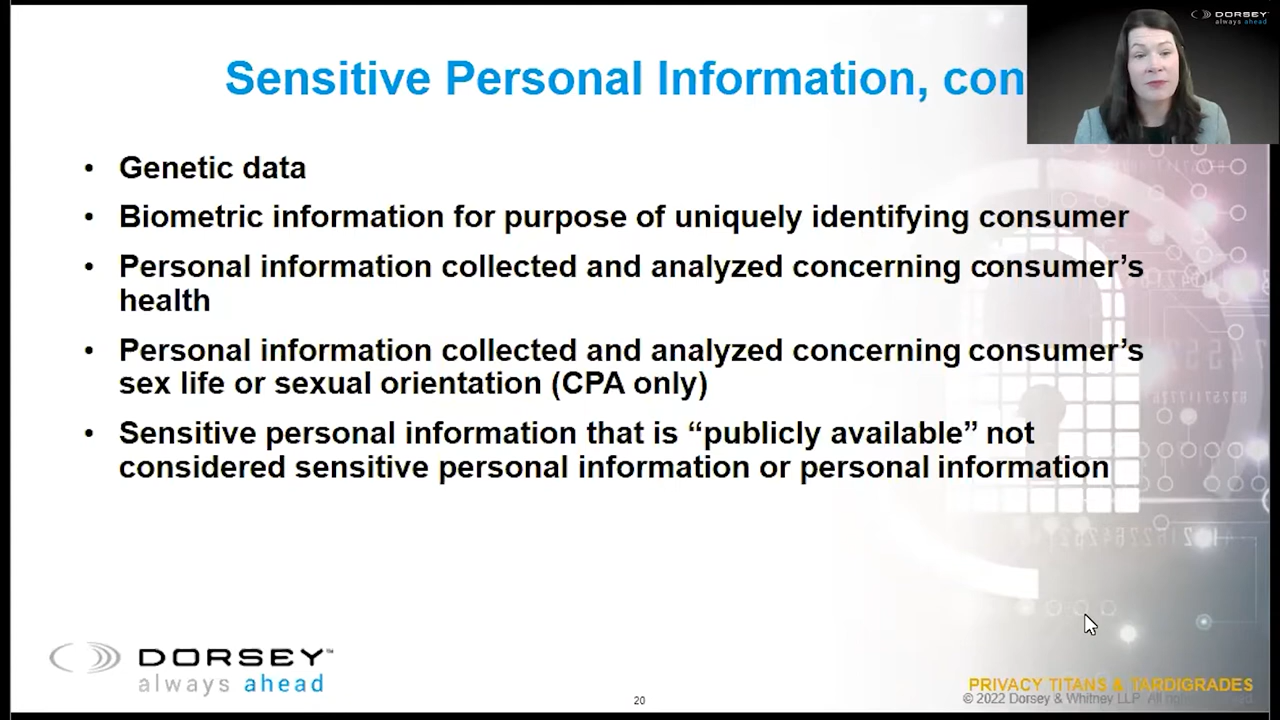 DORSEY
always ahead
Sensitive Personal Information, con
• Genetic data
• Biometric information for purpose of uniquely identifying consumer
• Personal information collected and analyzed concerning consumer's
health
• Personal information collected and analyzed concerning consumer's
sex life or sexual orientation (CPA only)
• Sensitive personal information that is “publicly available” not
considered sensitive personal information or personal information
DORSEY™
always ahead
20
PRIVACY TITANS & TARDIGRADES
© 2022 Dorsey & Whitney LLP. All